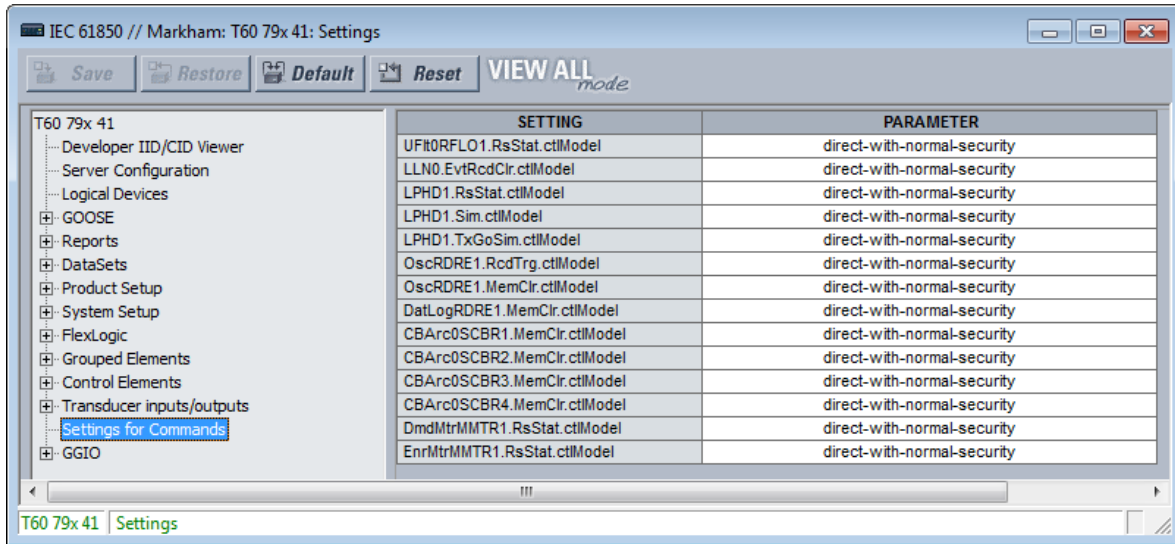 IEC 61850 // Markham: T60 79x 41: Settings
Save Restore Default Reset VIEW ALL mode
T60 79x 41
Developer IID/CID Viewer
Server Configuration
Logical Devices
GOOSE
Reports
DataSets
Product Setup
System Setup
FlexLogic
Grouped Elements
Control Elements
Transducer inputs/outputs
Settings for Commands
GGIO
SETTING PARAMETER
UFlt0RFLO1.RsStat.ctlModel direct-with-normal-security
LLN0.EvtRcdClr.ctlModel direct-with-normal-security
LPHD1.RsStat.ctlModel direct-with-normal-security
LPHD1.Sim.ctlModel direct-with-normal-security
LPHD1.TxGoSim.ctlModel direct-with-normal-security
OscRDRE1.RcdTrg.ctlModel direct-with-normal-security
OscRDRE1.MemClr.ctlModel direct-with-normal-security
DatLogRDRE1.MemClr.ctlModel direct-with-normal-security
CBArc0SCBR1.MemClr.ctlModel direct-with-normal-security
CBArc0SCBR2.MemClr.ctlModel direct-with-normal-security
CBArc0SCBR3.MemClr.ctlModel direct-with-normal-security
CBArc0SCBR4.MemClr.ctlModel direct-with-normal-security
DmdMtrMMTR1.RsStat.ctlModel direct-with-normal-security
EnrMtrMMTR1.RsStat.ctlModel direct-with-normal-security
T60 79x 41 Settings